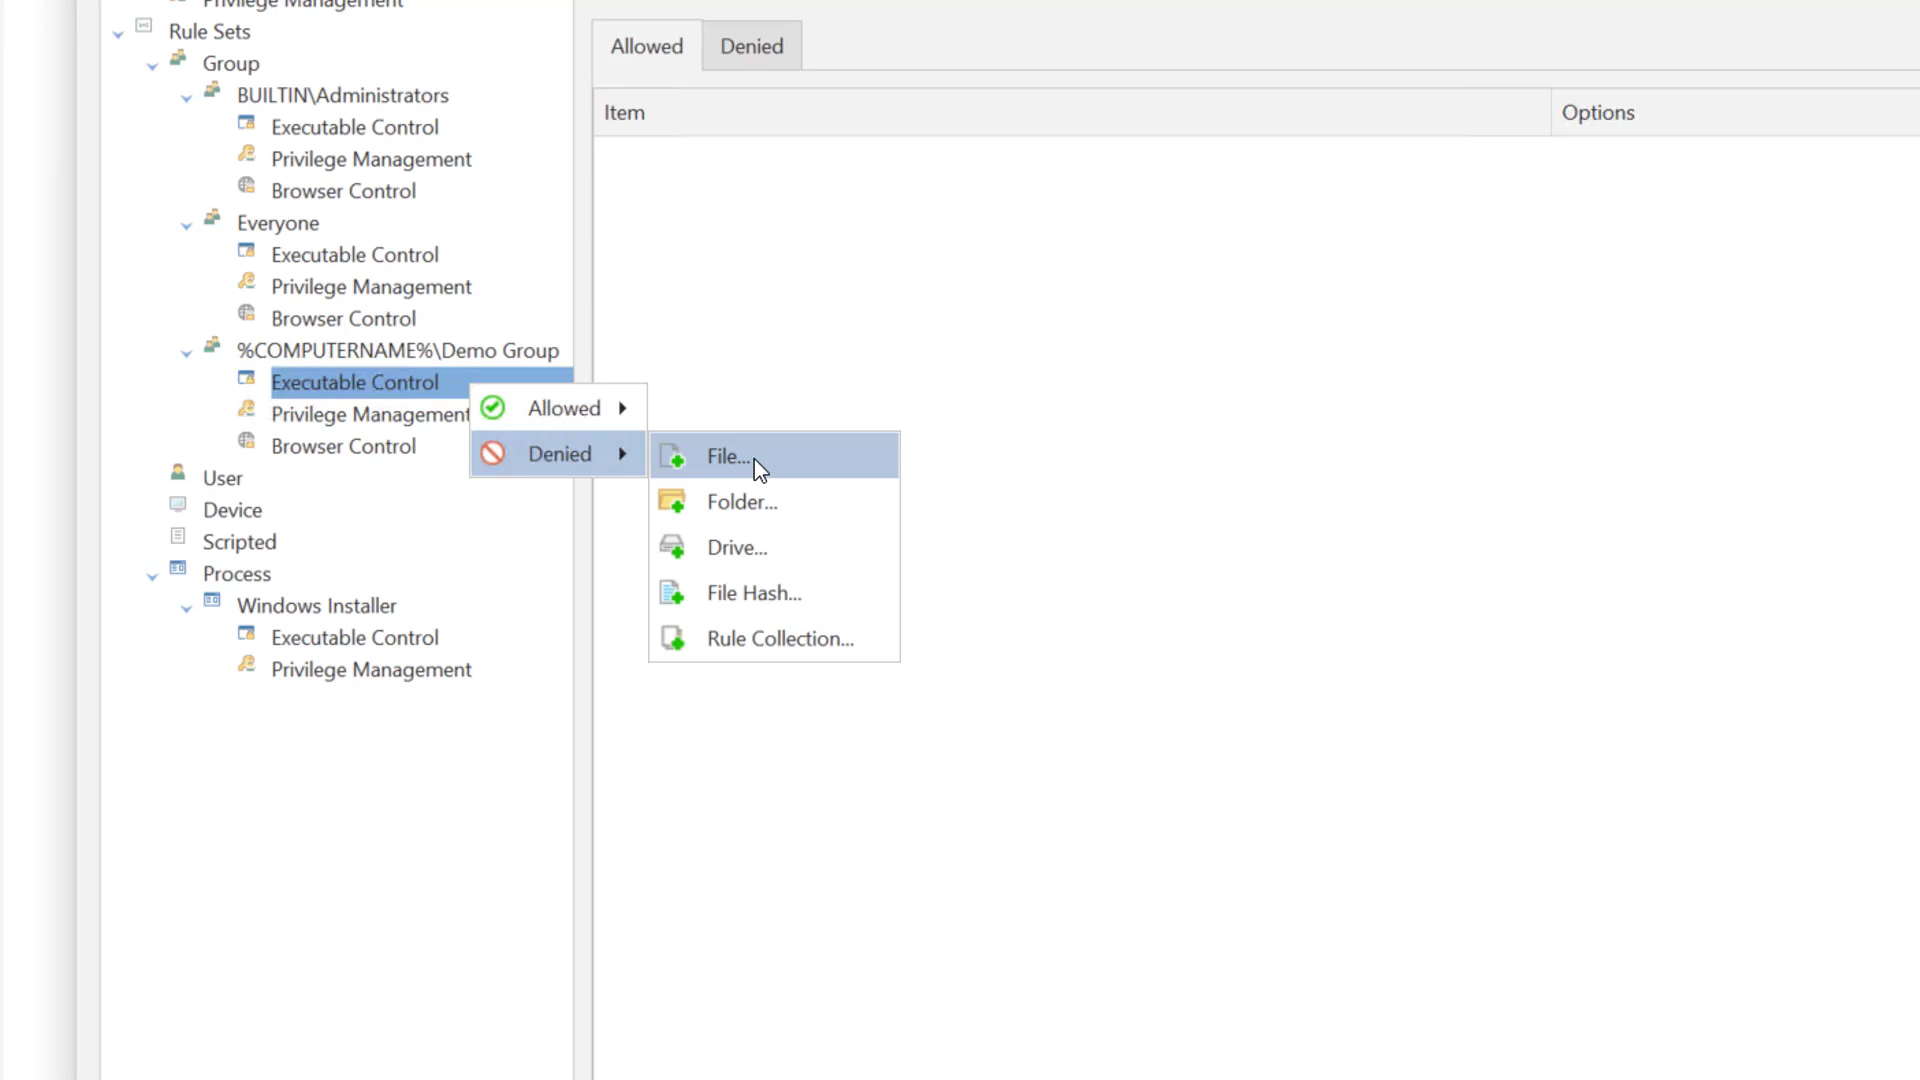 Privilege Management
Rule Sets
Group
BUILTIN\Administrators
Executable Control
Privilege Management
Browser Control
Everyone
Executable Control
Privilege Management
Browser Control
%COMPUTERNAME%\Demo Group
Executable Control
Privilege Management
Browser Control
User
Device
Scripted
Process
Windows Installer
Executable Control
Privilege Management
Allowed
Denied
File...
Folder...
Drive...
File Hash...
Rule Collection...
Allowed Denied
Item Options